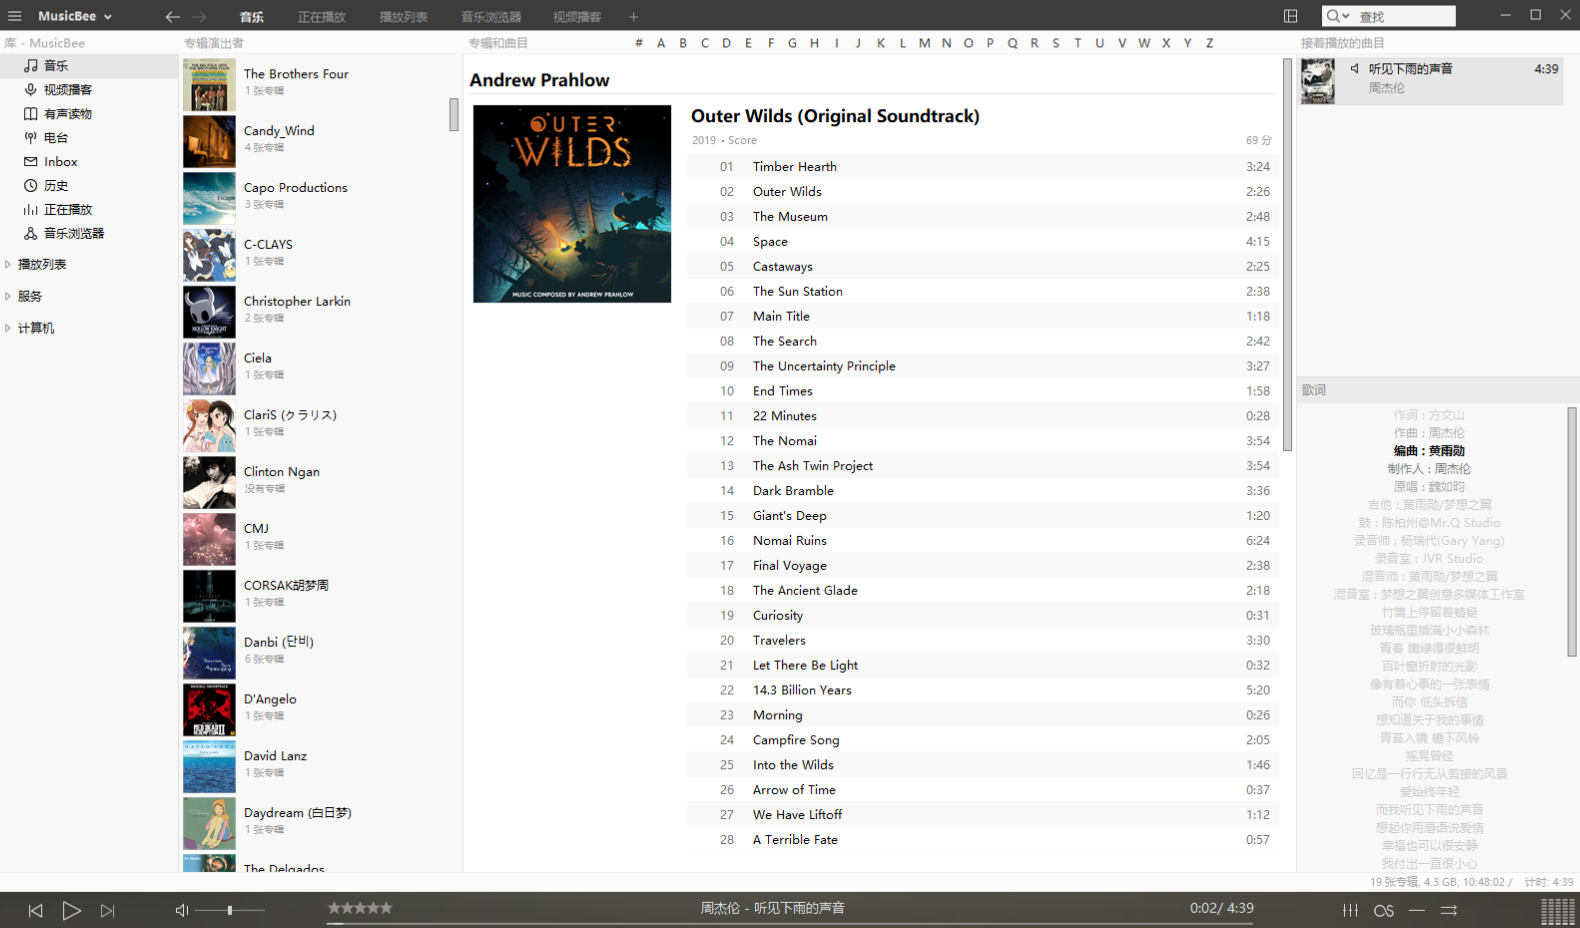 MusicBee
音乐
正在播放
播放列表
音乐浏览器
视频播客
+
查找
库 - MusicBee
音乐
视频播客
有声读物
电台
Inbox
历史
正在播放
音乐浏览器
播放列表
服务
计算机
专辑演出者
The Brothers Four
1 张专辑
Candy_Wind
4 张专辑
Capo Productions
3 张专辑
C-CLAYS
1 张专辑
Christopher Larkin
2 张专辑
Ciela
1 张专辑
ClariS (クラリス)
1 张专辑
Clinton Ngan
没有专辑
CMJ
1 张专辑
CORSAK胡梦周
1 张专辑
Danbi (단비)
6 张专辑
D'Angelo
1 张专辑
David Lanz
1 张专辑
Daydream (白日梦)
1 张专辑
The Delgados
专辑和曲目
# A B C D E F G H I J K L M N O P Q R S T U V W X Y Z
Andrew Prahlow
OUTER
WILDS
MUSIC COMPOSED BY ANDREW PRAHLOW
Outer Wilds (Original Soundtrack)
2019 • Score 69 分
01 Timber Hearth 3:24
02 Outer Wilds 2:26
03 The Museum 2:48
04 Space 4:15
05 Castaways 2:25
06 The Sun Station 2:38
07 Main Title 1:18
08 The Search 2:42
09 The Uncertainty Principle 3:27
10 End Times 1:58
11 22 Minutes 0:28
12 The Nomai 3:54
13 The Ash Twin Project 3:54
14 Dark Bramble 3:36
15 Giant's Deep 1:20
16 Nomai Ruins 6:24
17 Final Voyage 2:38
18 The Ancient Glade 2:18
19 Curiosity 0:31
20 Travelers 3:30
21 Let There Be Light 0:32
22 14.3 Billion Years 5:20
23 Morning 0:26
24 Campfire Song 2:05
25 Into the Wilds 1:46
26 Arrow of Time 0:37
27 We Have Liftoff 1:12
28 A Terrible Fate 0:57
接着播放的曲目
听见下雨的声音 4:39
周杰伦
歌词
作词：方文山
作曲：周杰伦
编曲：黄雨勋
制作人：周杰伦
原唱：魏如昀
吉他：黄雨勋/梦想之翼
鼓：陈柏州@Mr.Q Studio
录音师：杨瑞代(Gary Yang)
录音室：JVR Studio
混音师：黄雨勋/梦想之翼
混音室：梦想之翼创意多媒体工作室
竹篱上停留着蜻蜓
玻璃瓶里插满小小森林
青春 嫩绿得很鲜明
百叶窗折射的光影
像有着心事的一张表情
而你 低头拆信
想知道关于我的事情
青苔入镜 檐下风铃
摇晃曾经
回忆是一行行无从剪接的风景
爱始终年轻
而我听见下雨的声音
想起你用唇语说爱情
幸福也可以很安静
我付出一直很小心
19 张专辑, 4.3 GB, 10:48:02 / 计时: 4:39
周杰伦 - 听见下雨的声音
0:02/ 4:39